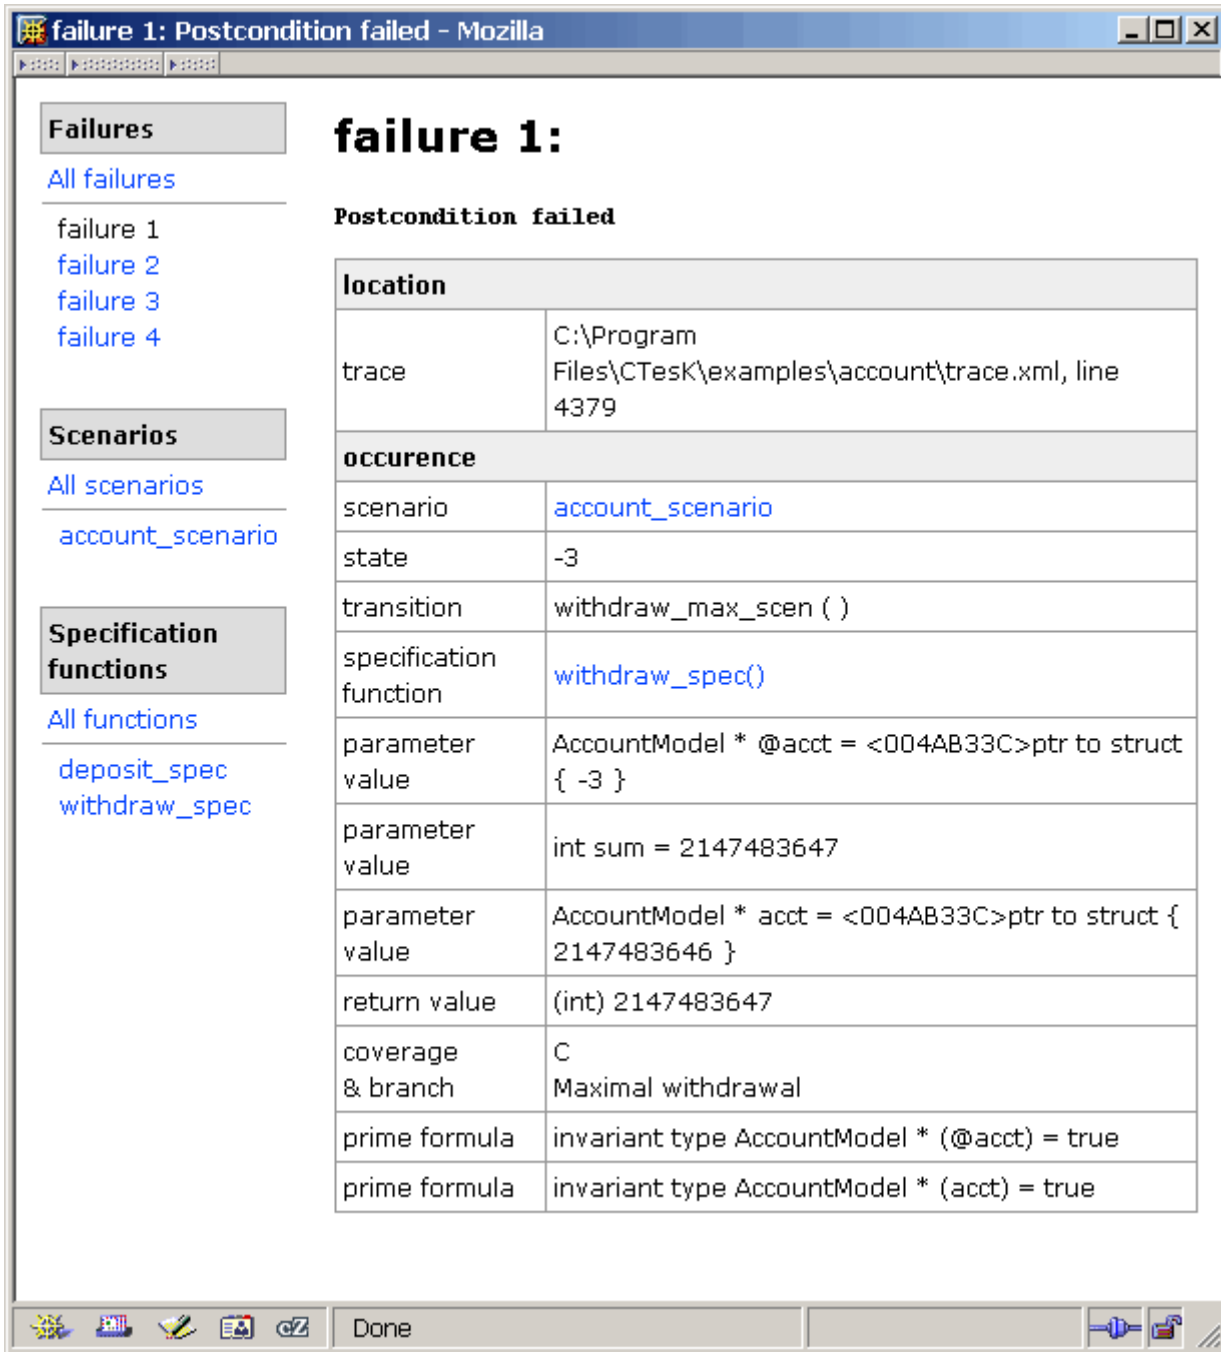 failure 1: Postcondition failed - Mozilla
Failures
All failures
failure 1
failure 2
failure 3
failure 4
Scenarios
All scenarios
account_scenario
Specification
functions
All functions
deposit_spec
withdraw_spec
failure 1:
Postcondition failed
location
trace
C:\Program
Files\CTesK\examples\account\trace.xml, line
4379
occurence
scenario
account_scenario
state
-3
transition
withdraw_max_scen ( )
specification
function
withdraw_spec()
parameter
value
AccountModel * @acct = <004AB33C>ptr to struct
{ -3 }
parameter
value
int sum = 2147483647
parameter
value
AccountModel * acct = <004AB33C>ptr to struct {
2147483646 }
return value
(int) 2147483647
coverage
& branch
C
Maximal withdrawal
prime formula
invariant type AccountModel * (@acct) = true
prime formula
invariant type AccountModel * (acct) = true
Done